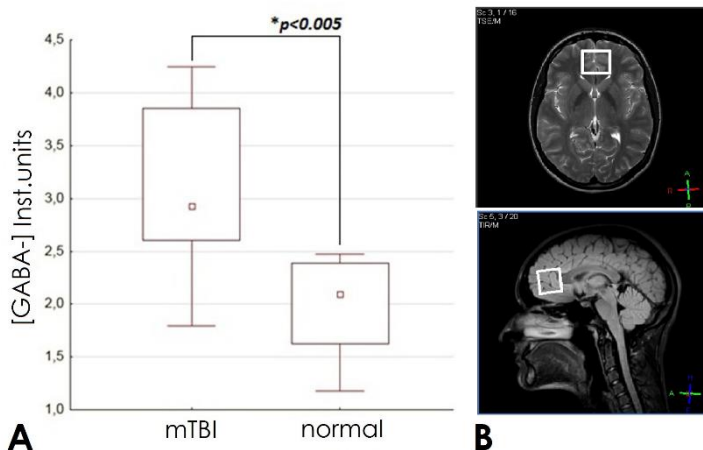 *p<0.005
4,5
4,0
3,5
3,0
2,5
2,0
1,5
1,0
[GABA-] Inst.units
mTBI
normal
A
Sc 3, 1 / 16
TSE/M
A
R
Sc 5, 3 / 20
TIR/M
A
B